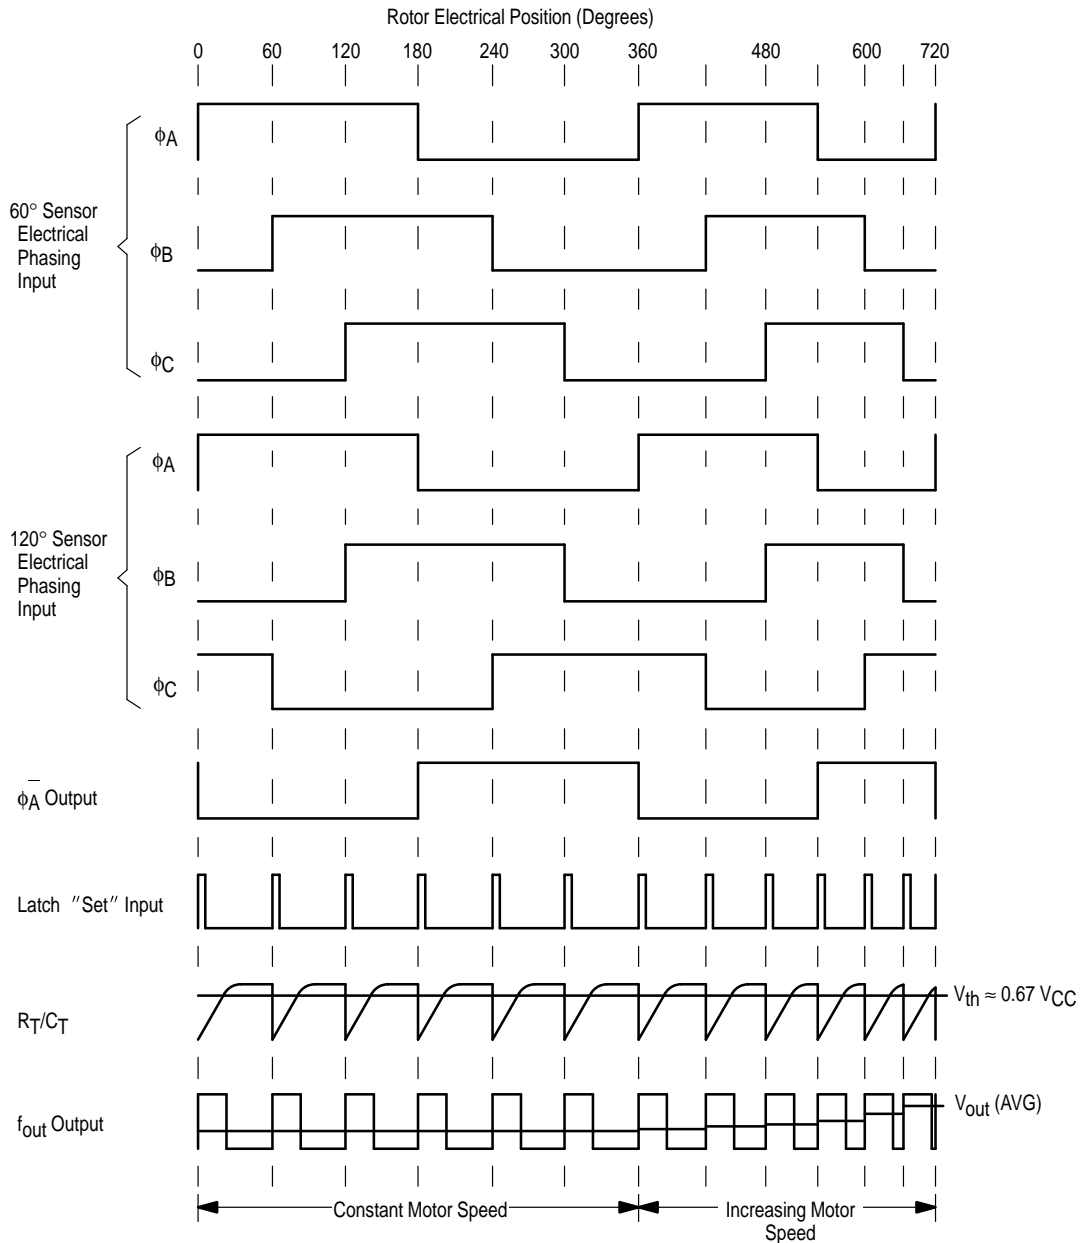 Rotor Electrical Position (Degrees)
0 60 120 180 240 300 360 480 600 720
ϕA
60° Sensor
Electrical
Phasing
Input
ϕB
ϕC
ϕA
120° Sensor
Electrical
Phasing
Input
ϕB
ϕC
ϕA̅ Output
Latch "Set" Input
Vth ≈ 0.67 VCC
RT/CT
Vout (AVG)
fout Output
Constant Motor Speed
Increasing Motor
Speed